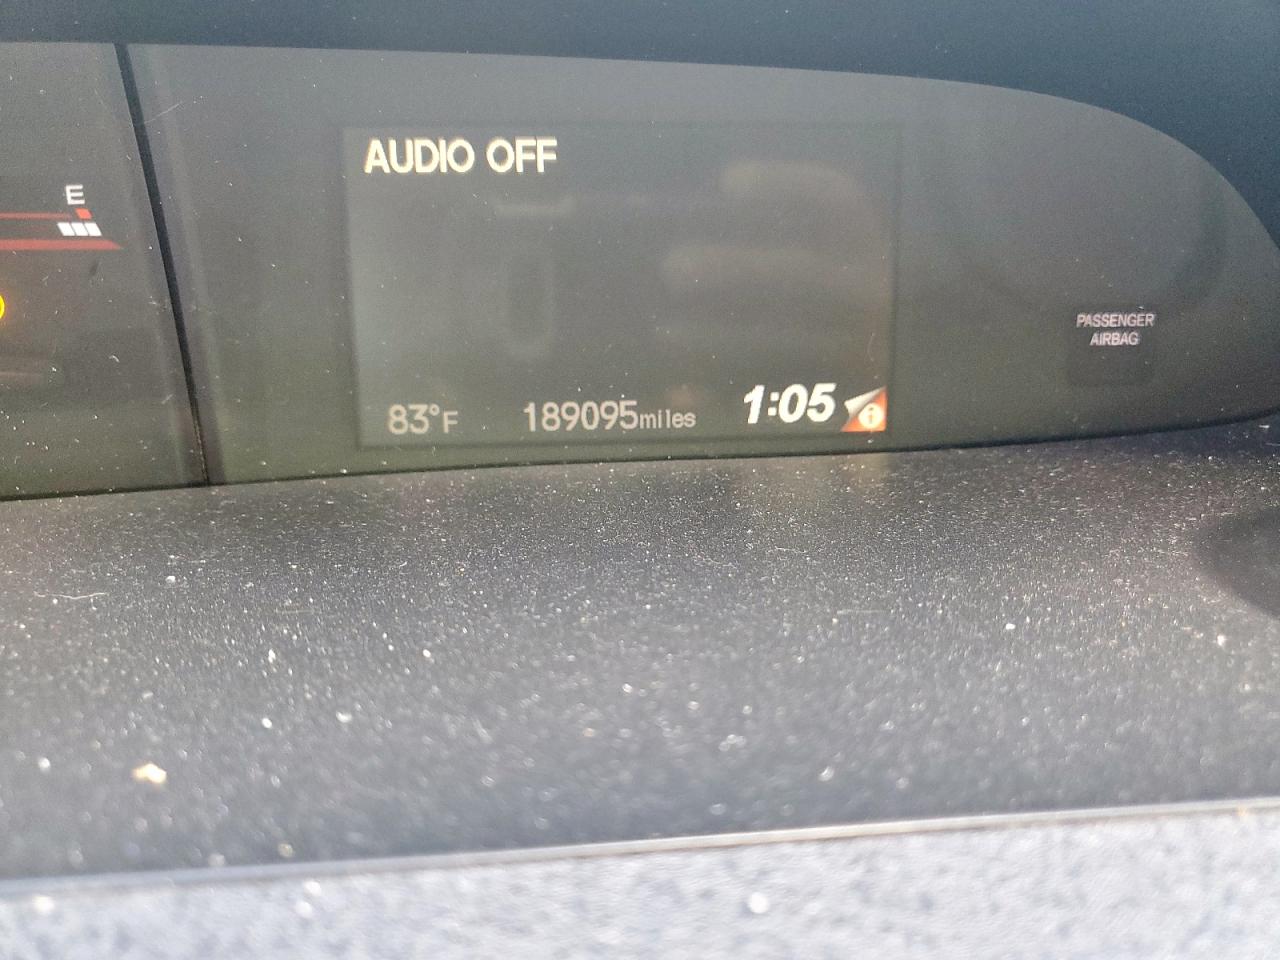 AUDIO OFF
E
PASSENGER
AIRBAG
83°F 189095miles 1:05 i